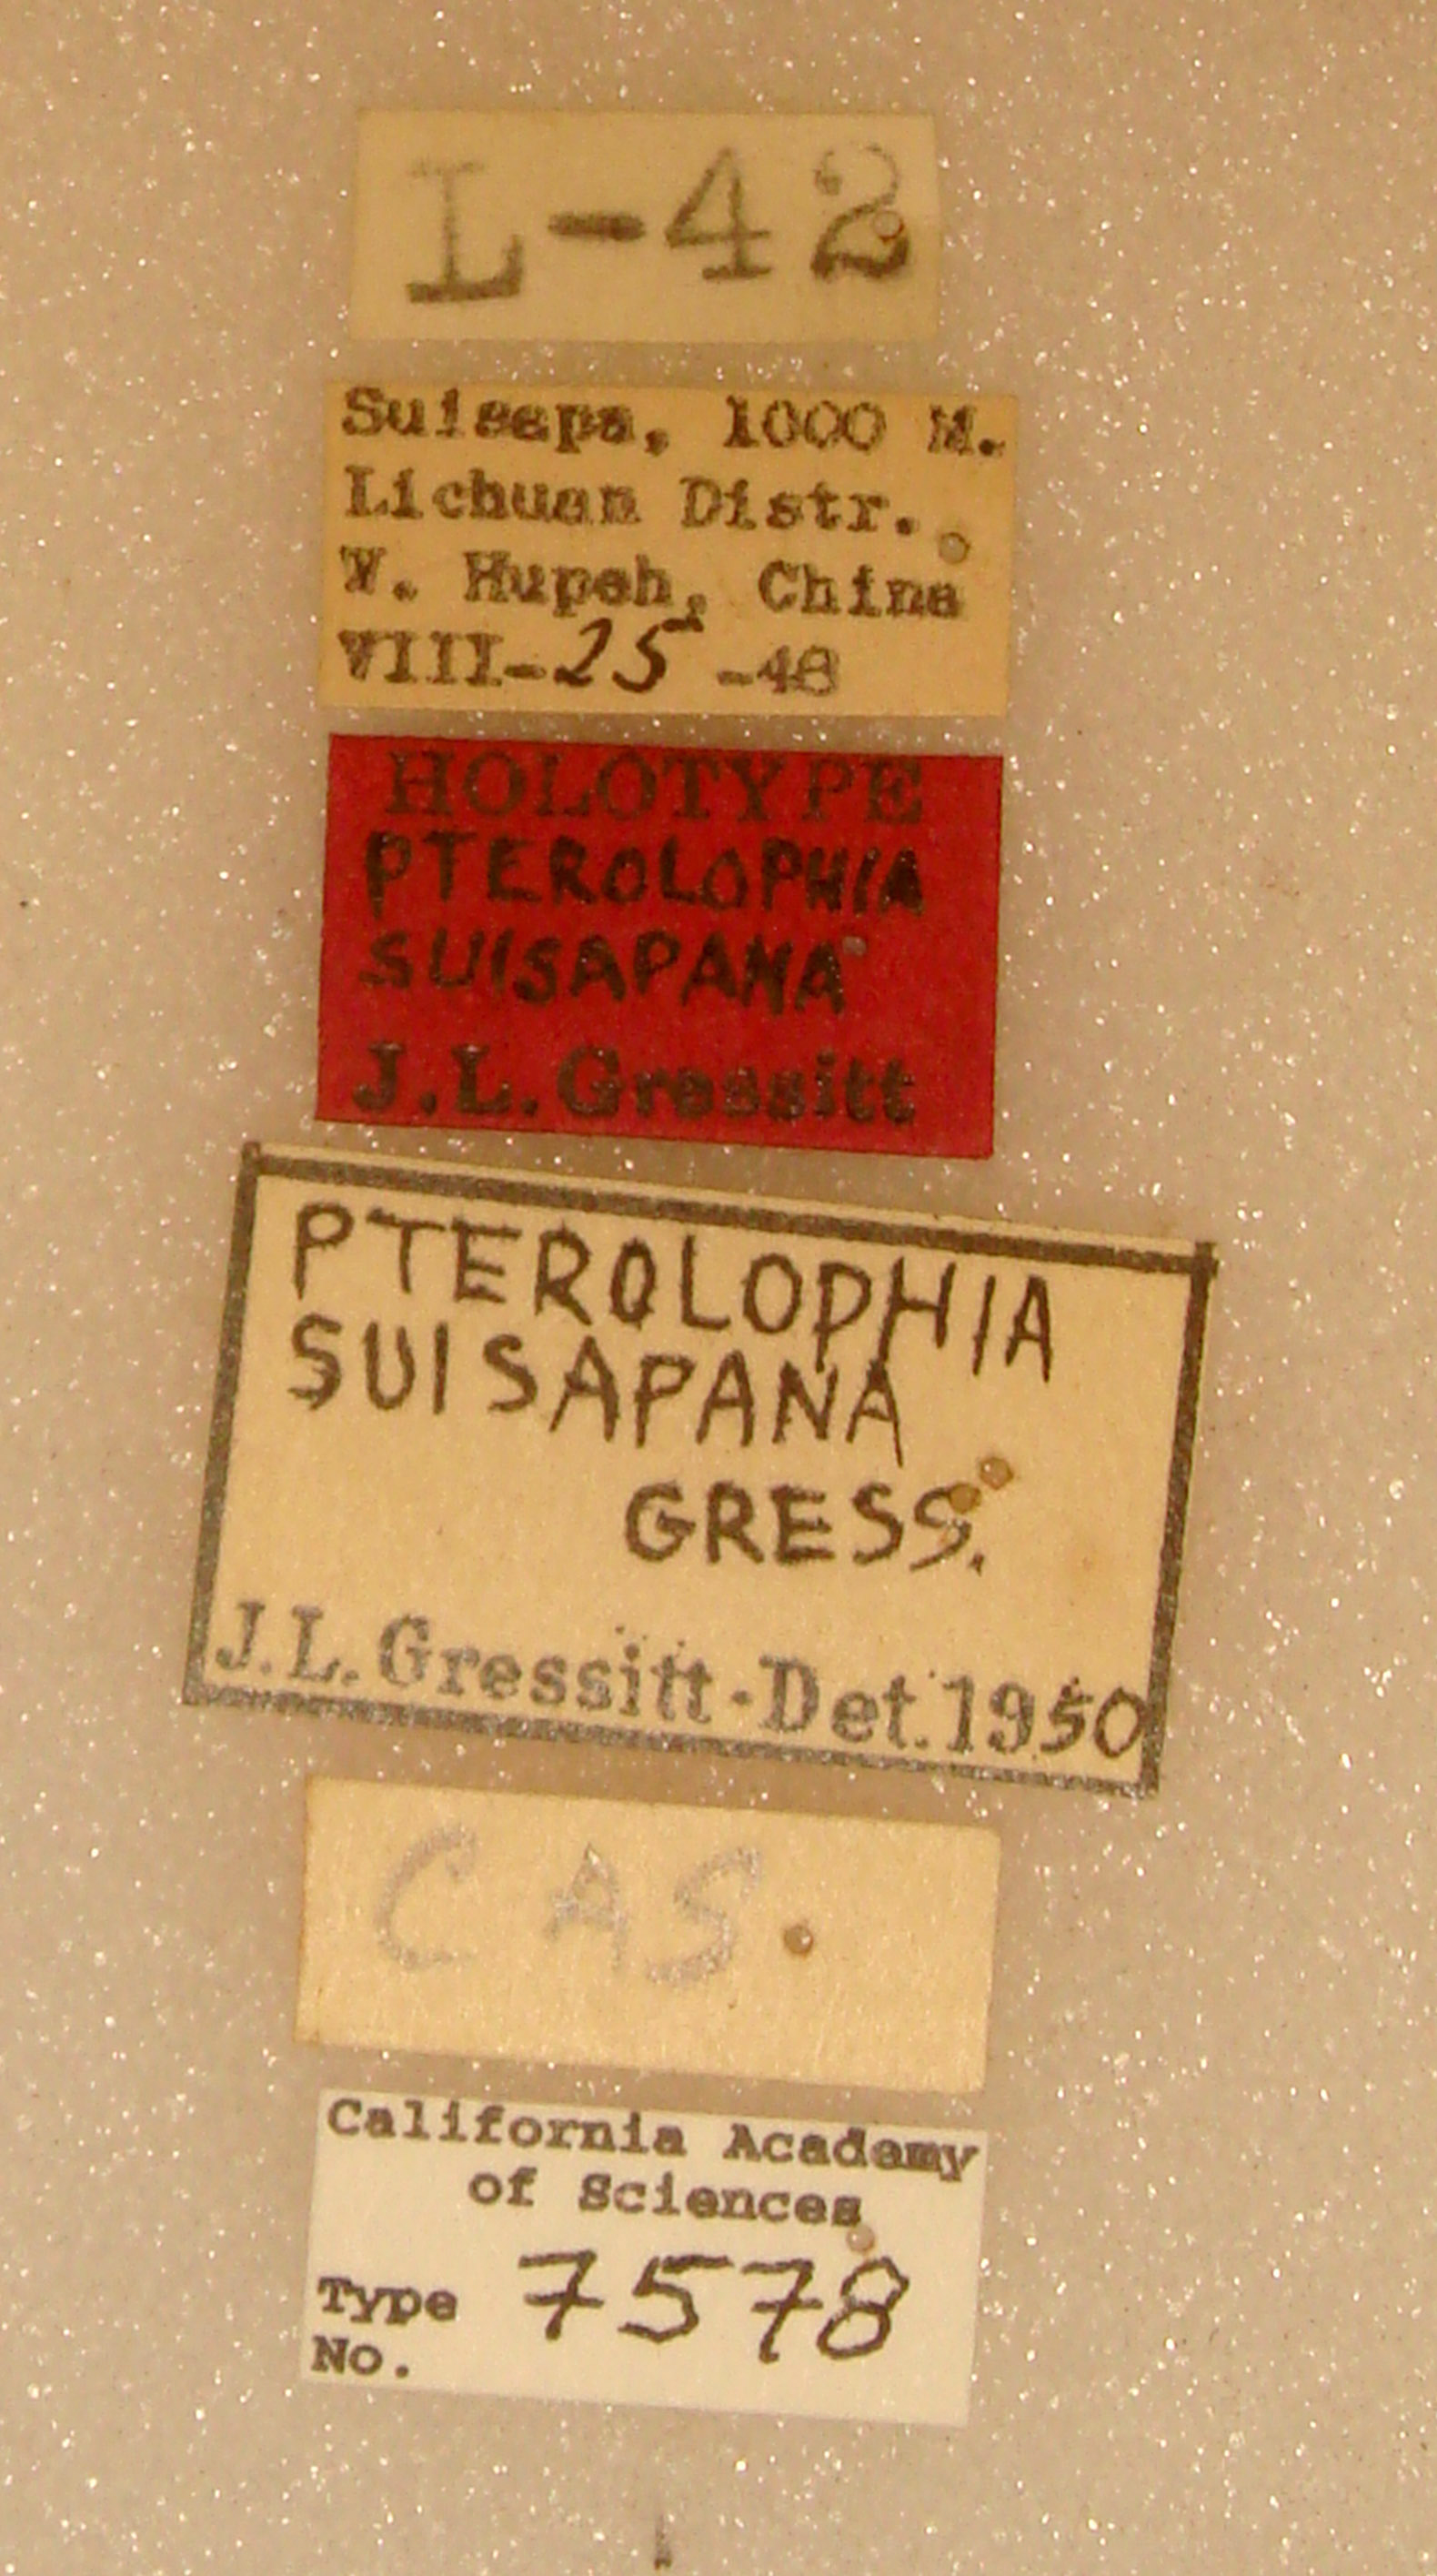 L-42
Suisapa, 1000 M.
Lichuan Distr.
W. Hupeh, China
VIII-25-48
HOLOTYPE
PTEROLOPHIA
SUISAPANA
J.L.Gressitt
PTEROLOPHIA
SUISAPANA
GRESS.
J.L.Gressitt-Det.1950
CAS.
California Academy
of Sciences
Type 7578
No.